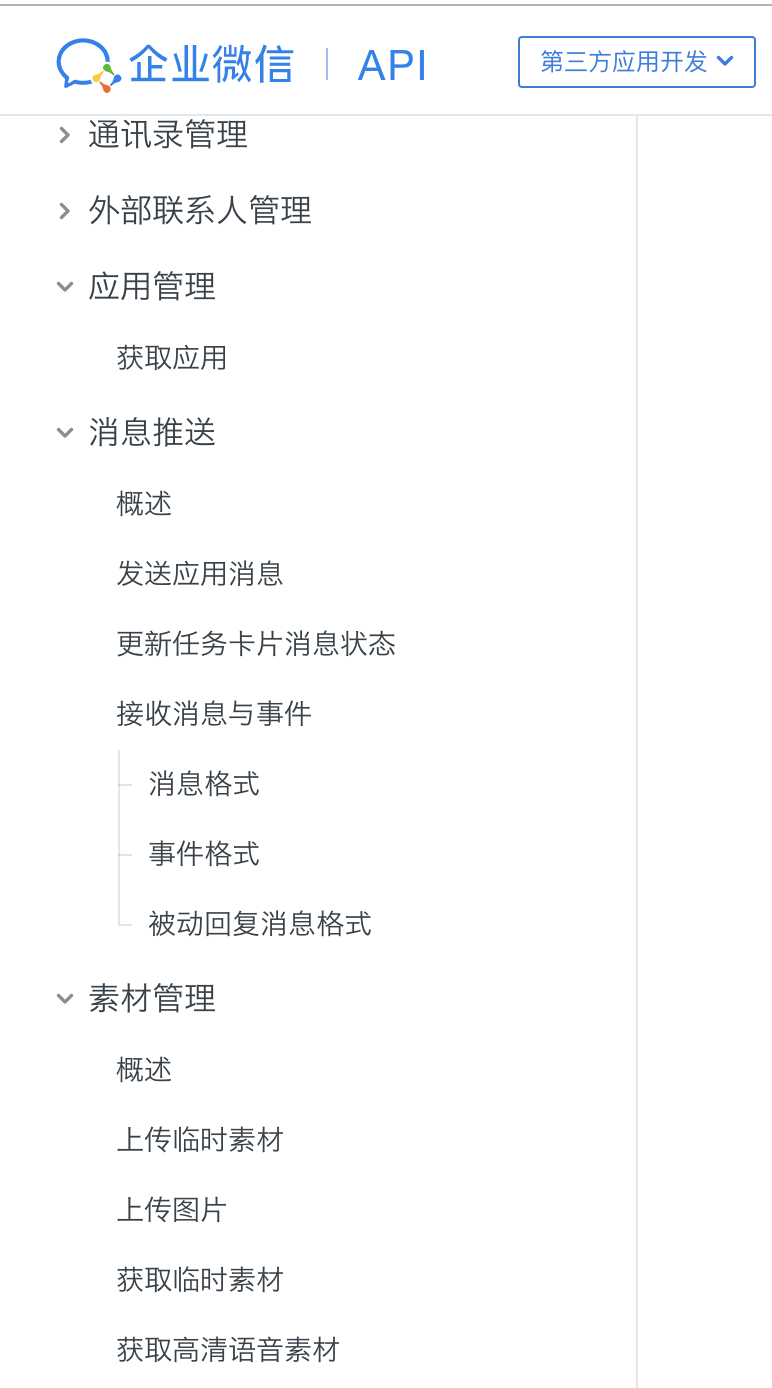 企业微信 | API 第三方应用开发
通讯录管理
外部联系人管理
应用管理
获取应用
消息推送
概述
发送应用消息
更新任务卡片消息状态
接收消息与事件
消息格式
事件格式
被动回复消息格式
素材管理
概述
上传临时素材
上传图片
获取临时素材
获取高清语音素材